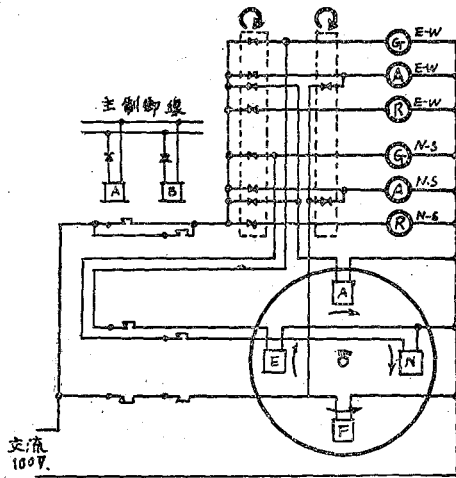 G E-W
A E-W
R E-W
主制御線
G N-S
A B
A N-S
R N-S
A
E N
F
交流
100V.